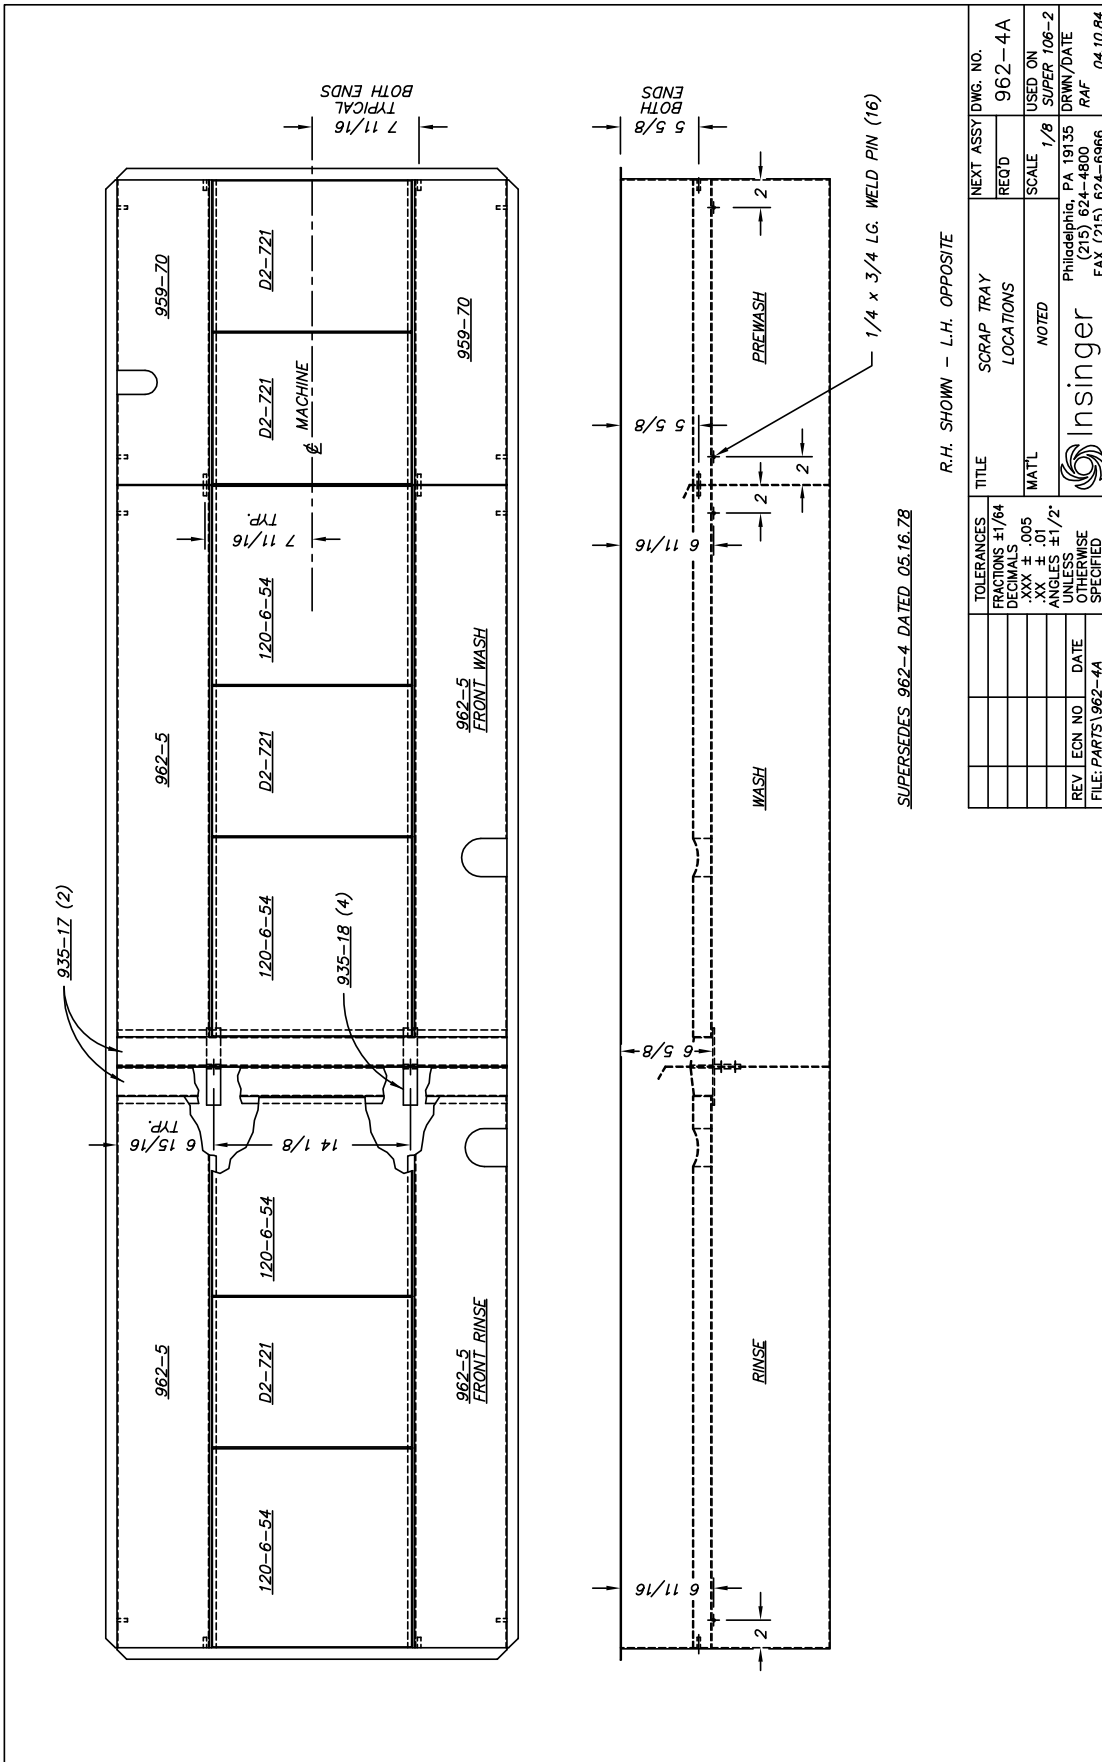 935-17 (2)
935-18 (4)
962-5
962-5
959-70
120-6-54
D2-721
120-6-54
120-6-54
D2-721
120-6-54
D2-721
D2-721
℄ MACHINE
962-5
FRONT RINSE
962-5
FRONT WASH
959-70
6 15/16
TYP.
14 1/8
7 11/16
TYP.
7 11/16
TYPICAL
BOTH ENDS
6 11/16
2
6 5/8
6 11/16
2
2
5 5/8
5 5/8
BOTH
ENDS
2
RINSE
WASH
PREWASH
1/4 x 3/4 LG. WELD PIN (16)
R.H. SHOWN - L.H. OPPOSITE
SUPERSEDES 962-4 DATED 05.16.78
REV ECN NO DATE
FILE: PARTS\962-4A
TOLERANCES
FRACTIONS ±1/64
DECIMALS
.XXX ± .005
.XX ± .01
ANGLES ±1/2°
UNLESS
OTHERWISE
SPECIFIED
TITLE
SCRAP TRAY
LOCATIONS
MAT'L
NOTED
Insinger
Philadelphia, PA 19135
(215) 624-4800
FAX (215) 624-6966
NEXT ASSY
REQ'D
SCALE
1/8
DWG. NO.
962-4A
USED ON
SUPER 106-2
DRWN/DATE
RAF 04.10.84